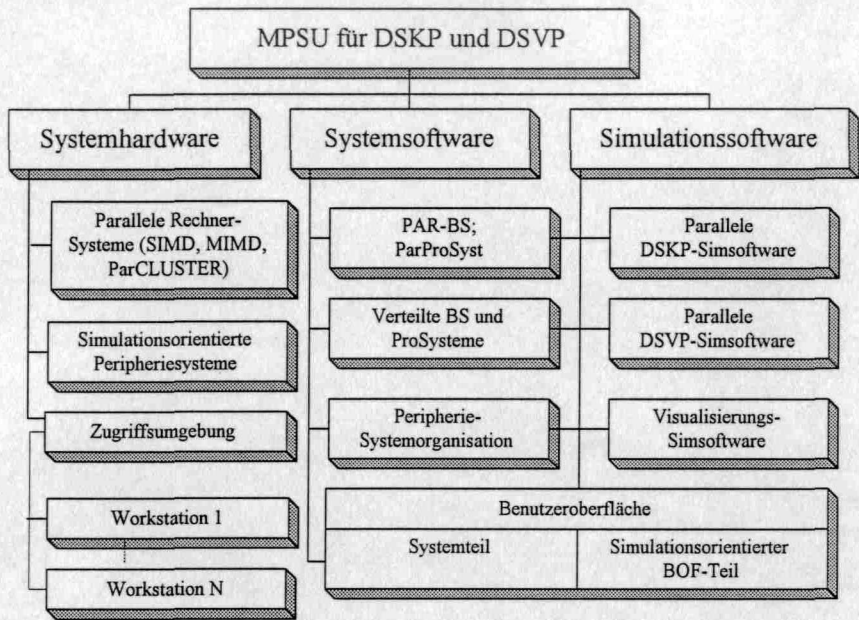 MPSU für DSKP und DSVP
Systemhardware
Systemsoftware
Simulationssoftware
Parallele Rechner-
Systeme (SIMD, MIMD,
ParCLUSTER)
PAR-BS;
ParProSyst
Parallele
DSKP-Simsoftware
Simulationsorientierte
Peripheriesysteme
Verteilte BS und
ProSysteme
Parallele
DSVP-Simsoftware
Zugriffsumgebung
Peripherie-
Systemorganisation
Visualisierungs-
Simsoftware
Workstation 1
Workstation N
Benutzeroberfläche
Systemteil
Simulationsorientierter
BOF-Teil